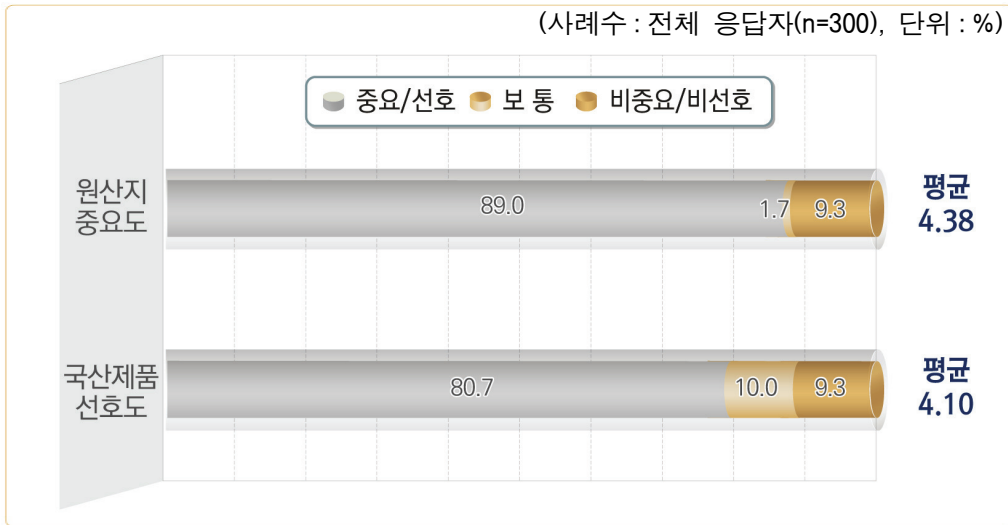 (사례수 : 전체 응답자(n=300), 단위 : %)
중요/선호 보 통 비중요/비선호
원산지
중요도
89.0 1.7 9.3
평균
4.38
국산제품
선호도
80.7 10.0 9.3
평균
4.10